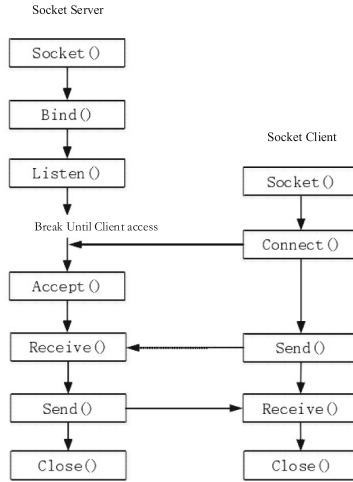 Socket Server
Socket()
Bind()
Listen()
Break Until Client access
Accept()
Receive()
Send()
Close()
Socket Client
Socket()
Connect()
Send()
Receive()
Close()